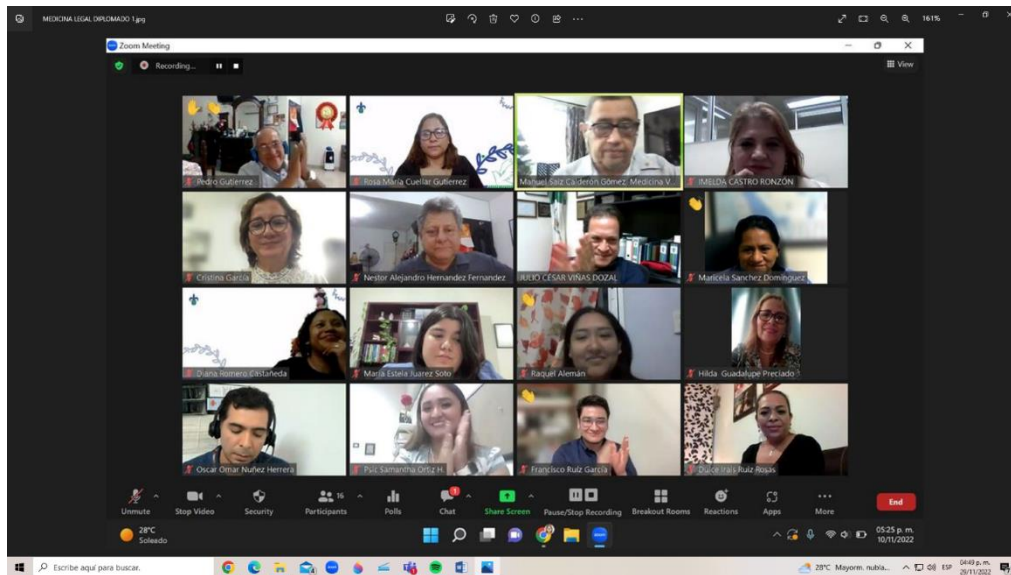 MEDICINA LEGAL DIPLOMADO 1.jpg
161%
Zoom Meeting
Recording...
View
Pedro Gutierrez
Rosa María Cuellar Gutierrez
Manuel Saiz Calderón Gómez, Medicina V...
IMELDA CASTRO RONZÓN
Cristina García
Nestor Alejandro Hernandez Fernandez
JULIO CÉSAR VIÑAS DOZAL
Maricela Sanchez Dominguez
Diana Romero Castañeda
María Estela Juarez Soto
Raquel Alemán
Hilda Guadalupe Preciado
Oscar Omar Nuñez Herrera
Psic Samantha Ortiz H.
Francisco Ruíz García
Dulce Irais Ruiz Rosas
Unmute
Stop Video
Security
16
Participants
Polls
1
Chat
Share Screen
Pause/Stop Recording
Breakout Rooms
Reactions
Apps
More
End
28°C
Soleado
05:25 p. m.
10/11/2022
Escribe aquí para buscar.
28°C Mayorm. nubla...
ESP
04:49 p. m.
29/11/2022